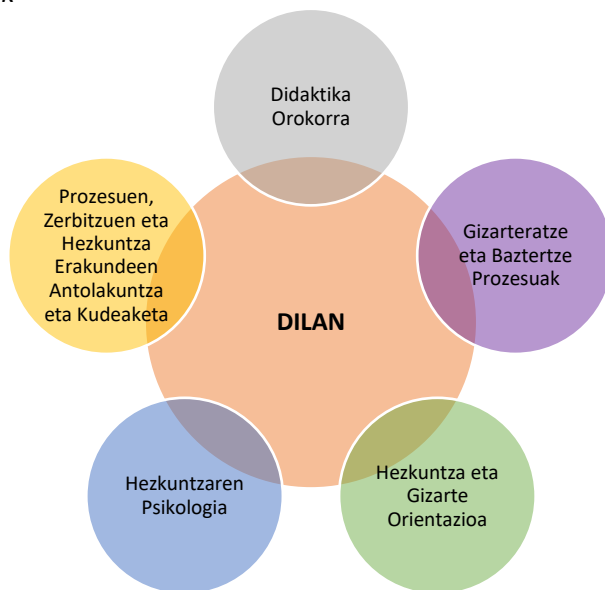 Didaktika
Orokorra
Prozesuen,
Zerbitzuen eta
Hezkuntza
Erakundeen
Antolakuntza
eta Kudeaketa
Gizarteratze
eta Baztertze
Prozesuak
DILAN
Hezkuntzaren
Psikologia
Hezkuntza eta
Gizarte
Orientazioa